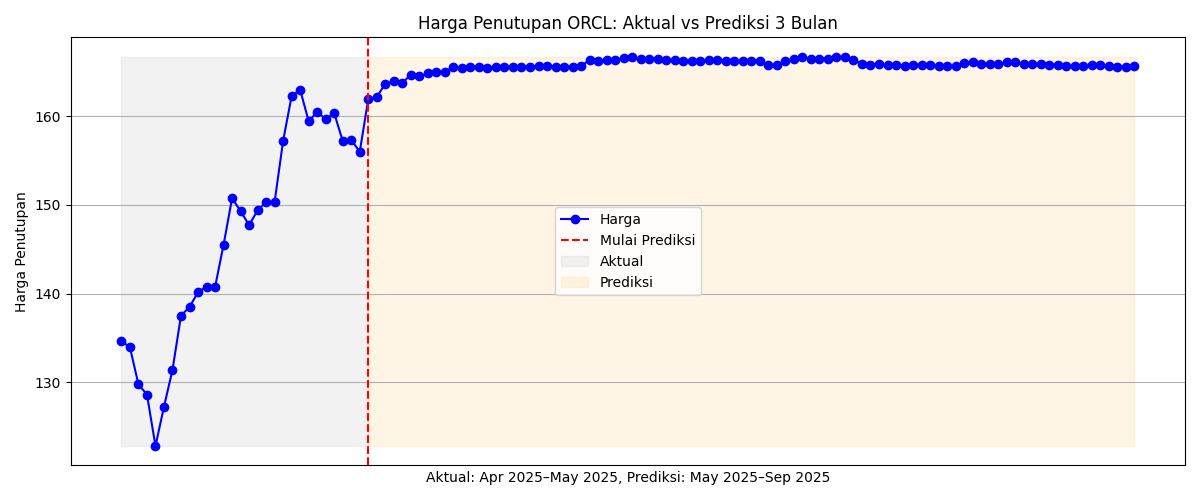 Harga Penutupan ORCL: Aktual vs Prediksi 3 Bulan
Harga Penutupan
160
150
140
130
Harga
Mulai Prediksi
Aktual
Prediksi
Aktual: Apr 2025–May 2025, Prediksi: May 2025–Sep 2025